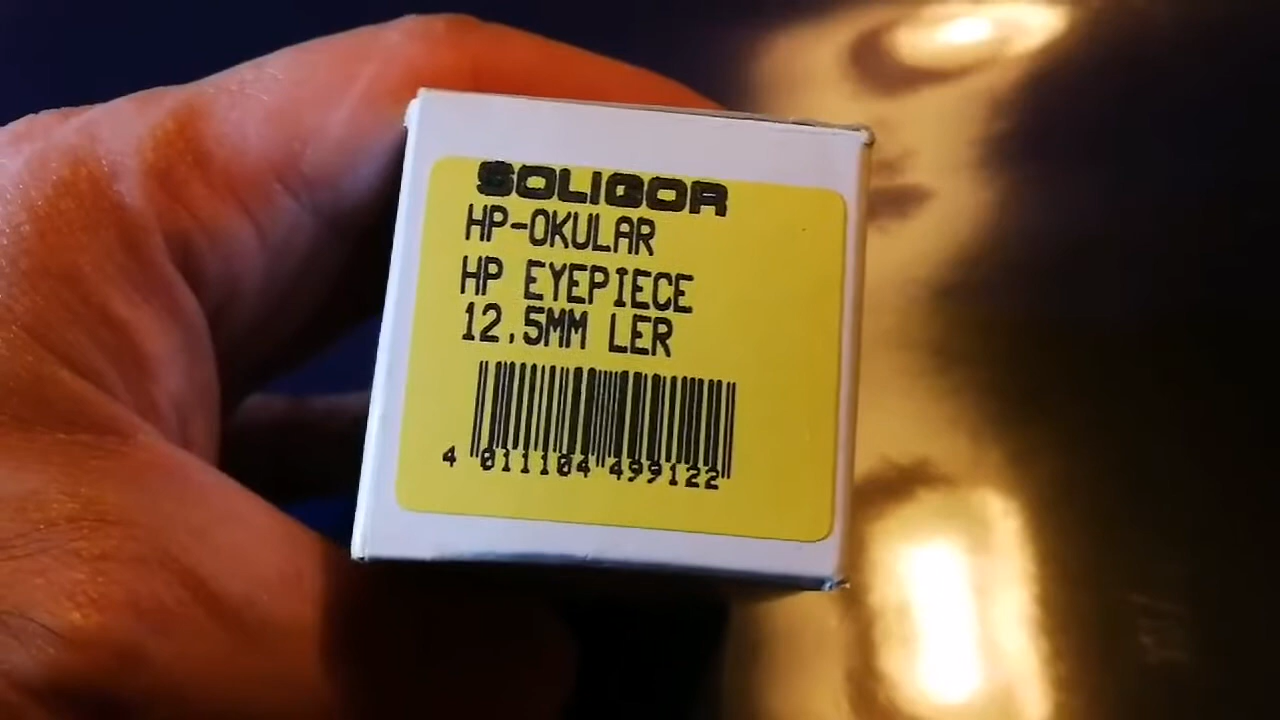 SOLIGOR
HP-OKULAR
HP EYEPIECE
12.5MM LER
4 011104 499122